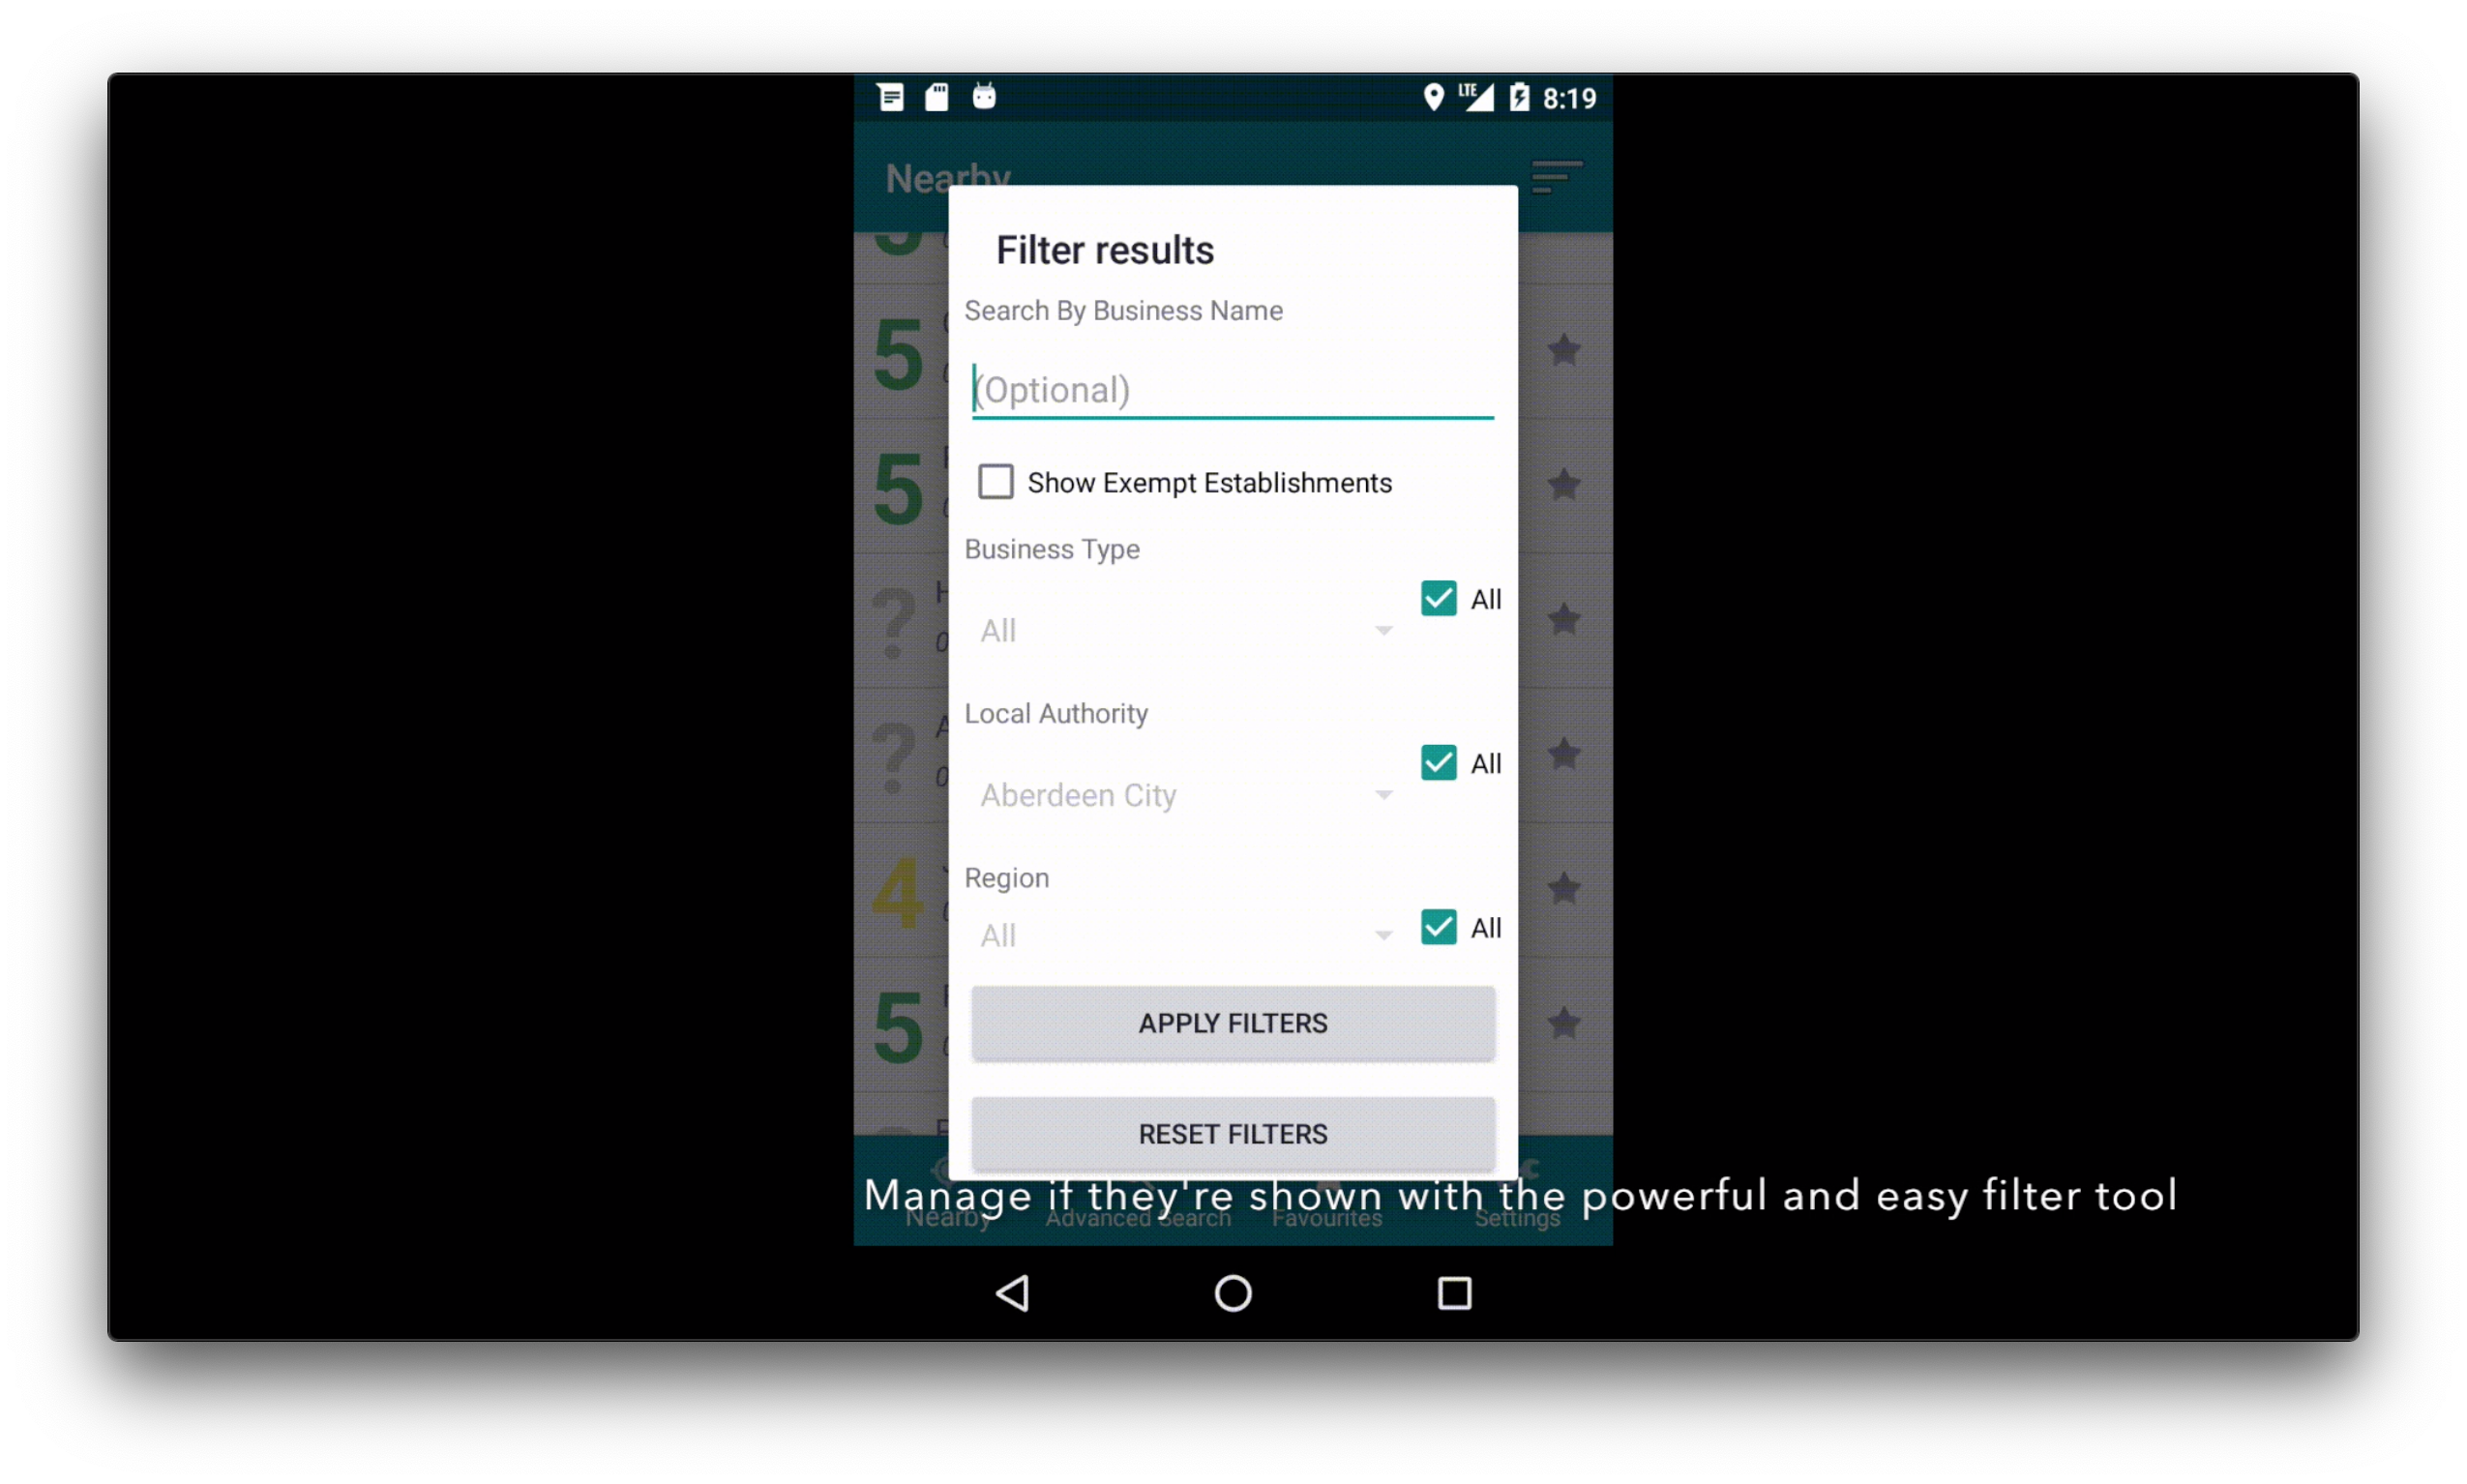 LTE 8:19
Nearby
Filter results
Search By Business Name
(Optional)
5
Show Exempt Establishments
5
Business Type
All
All
?
Local Authority
All
?
Aberdeen City
4
Region
All
All
5
APPLY FILTERS
RESET FILTERS
Manage if they're shown with the powerful and easy filter tool
Nearby Advanced Search Favourites Settings